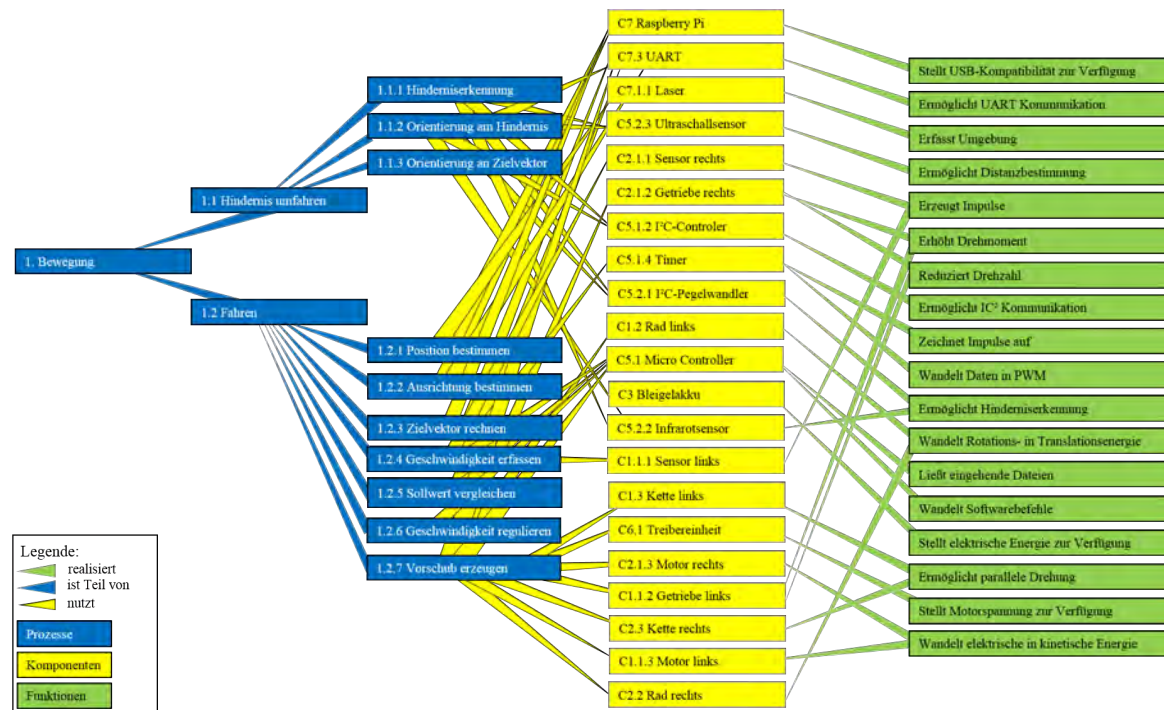 1. Bewegung
1.1 Hindernis umfahren
1.2 Fahren
1.1.1 Hinderniserkennung
1.1.2 Orientierung am Hindernis
1.1.3 Orientierung an Zielvektor
1.2.1 Position bestimmen
1.2.2 Ausrichtung bestimmen
1.2.3 Zielvektor rechnen
1.2.4 Geschwindigkeit erfassen
1.2.5 Sollwert vergleichen
1.2.6 Geschwindigkeit regulieren
1.2.7 Vorschub erzeugen
C7 Raspberry Pi
C7.3 UART
C7.1.1 Laser
C5.2.3 Ultraschallsensor
C2.1.1 Sensor rechts
C2.1.2 Getriebe rechts
C5.1.2 I²C-Controler
C5.1.4 Timer
C5.2.1 I²C-Pegelwandler
C1.2 Rad links
C5.1 Micro Controller
C3 Bleigelakku
C5.2.2 Infrarotsensor
C1.1.1 Sensor links
C1.3 Kette links
C6.1 Treibereinheit
C2.1.3 Motor rechts
C1.1.2 Getriebe links
C2.3 Kette rechts
C1.1.3 Motor links
C2.2 Rad rechts
Stellt USB-Kompatibilität zur Verfügung
Ermöglicht UART Kommunikation
Erfasst Umgebung
Ermöglicht Distanzbestimmung
Erzeugt Impulse
Erhöht Drehmoment
Reduziert Drehzahl
Ermöglicht IC² Kommunikation
Zeichnet Impulse auf
Wandelt Daten in PWM
Ermöglicht Hinderniserkennung
Wandelt Rotations- in Translationsenergie
Ließt eingehende Dateien
Wandelt Softwarebefehle
Stellt elektrische Energie zur Verfügung
Ermöglicht parallele Drehung
Stellt Motorspannung zur Verfügung
Wandelt elektrische in kinetische Energie
Legende:
realisiert
ist Teil von
nutzt
Prozesse
Komponenten
Funktionen